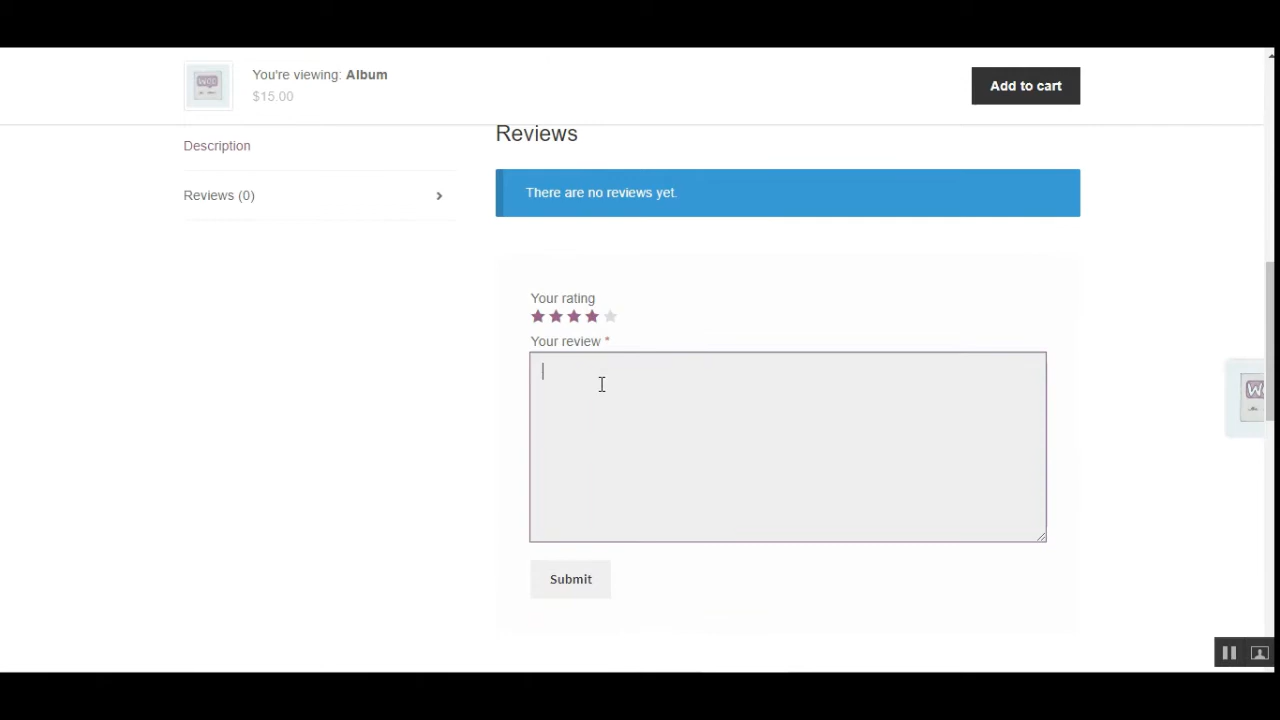 You're viewing: Album
$15.00
Add to cart
Description
Reviews (0)
Reviews
There are no reviews yet.
Your rating
Your review *
Submit